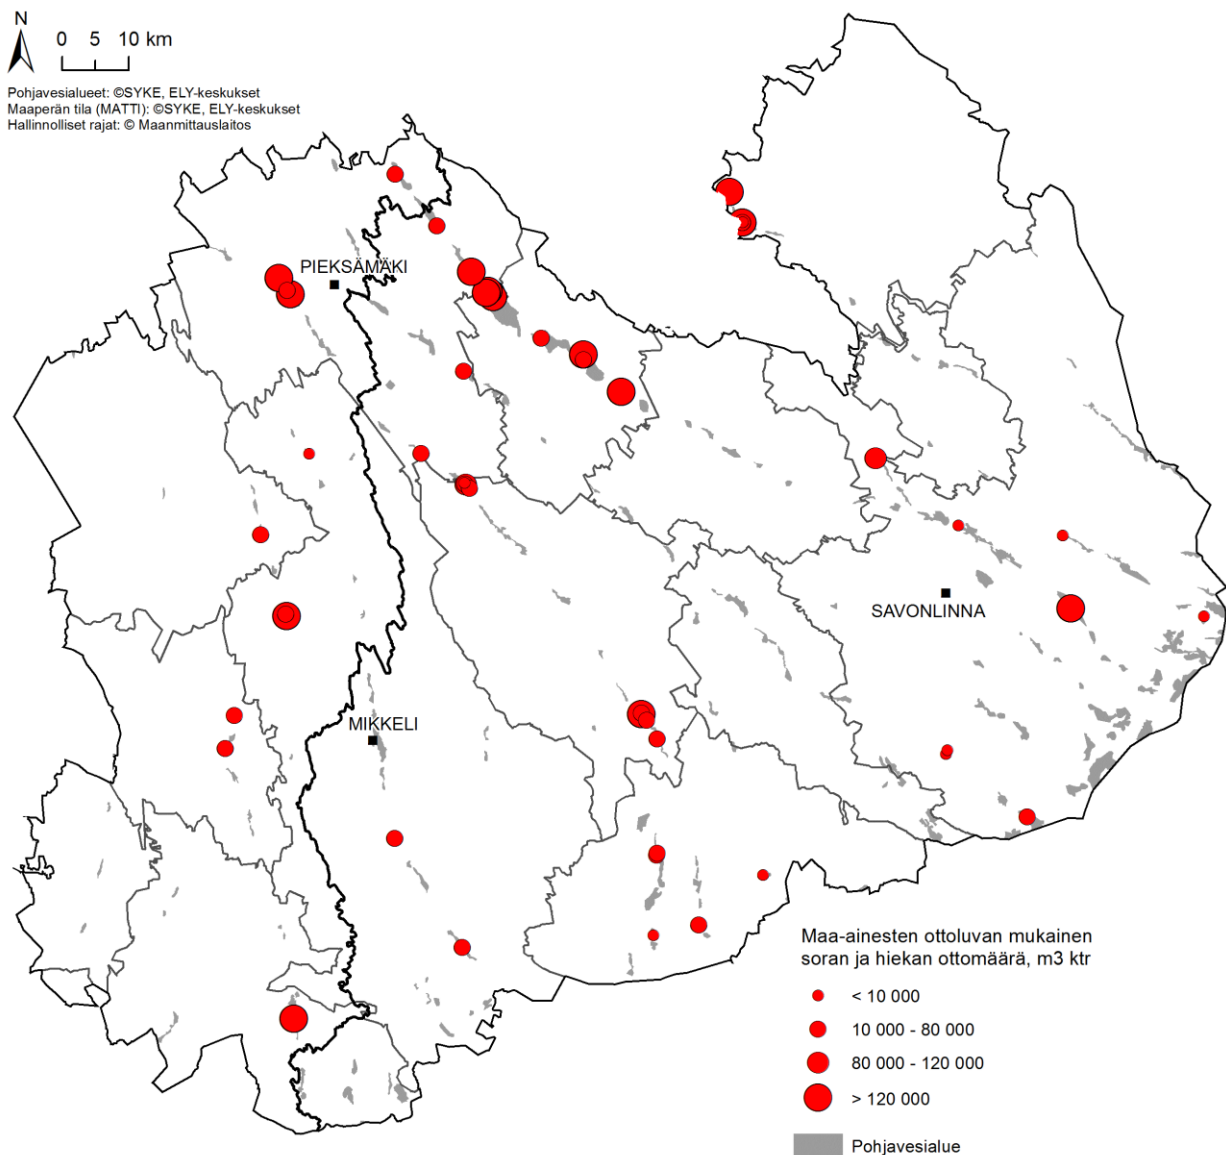 N
0 5 10 km
Pohjavesialueet: ©SYKE, ELY-keskukset
Maaperän tila (MATTI): ©SYKE, ELY-keskukset
Hallinnolliset rajat: © Maanmittauslaitos
PIEKSÄMÄKI
SAVONLINNA
MIKKELI
Maa-ainesten ottoluvan mukainen
soran ja hiekan ottomäärä, m3 ktr
< 10 000
10 000 - 80 000
80 000 - 120 000
> 120 000
Pohjavesialue